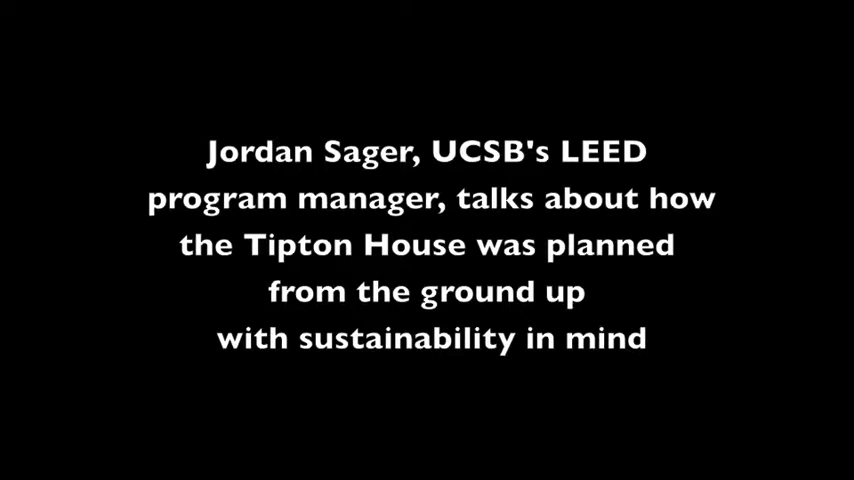 Jordan Sager, UCSB's LEED
program manager, talks about how
the Tipton House was planned
from the ground up
with sustainability in mind